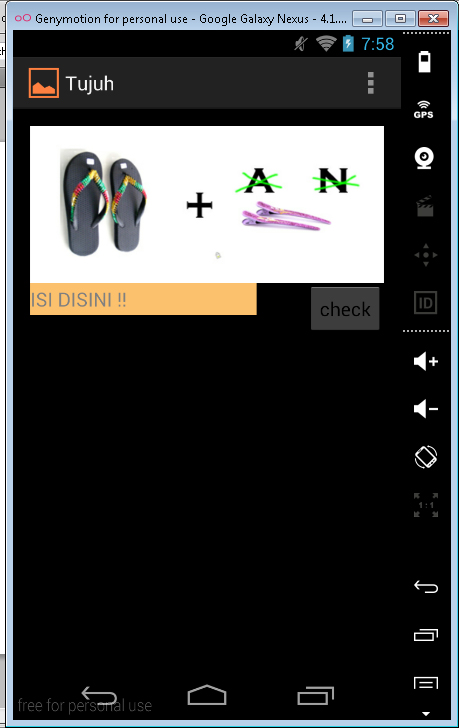 Genymotion for personal use - Google Galaxy Nexus - 4.1....
7:58
Tujuh
+ A N
ISI DISINI !!
check
GPS
ID
1:1
free for personal use